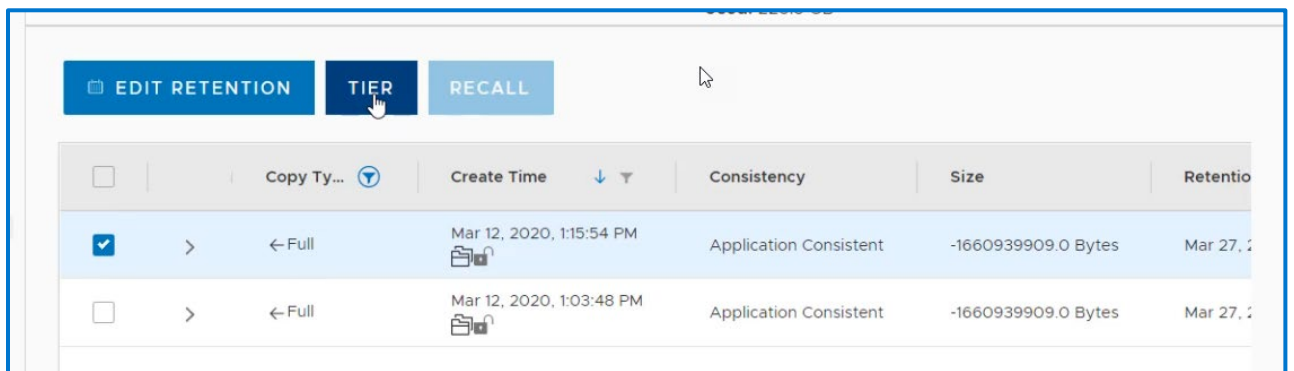 EDIT RETENTION TIER RECALL
Copy Ty... Create Time Consistency Size Retentio
Mar 12, 2020, 1:15:54 PM
Full Application Consistent -1660939909.0 Bytes Mar 27,
Mar 12, 2020, 1:03:48 PM
Full Application Consistent -1660939909.0 Bytes Mar 27,